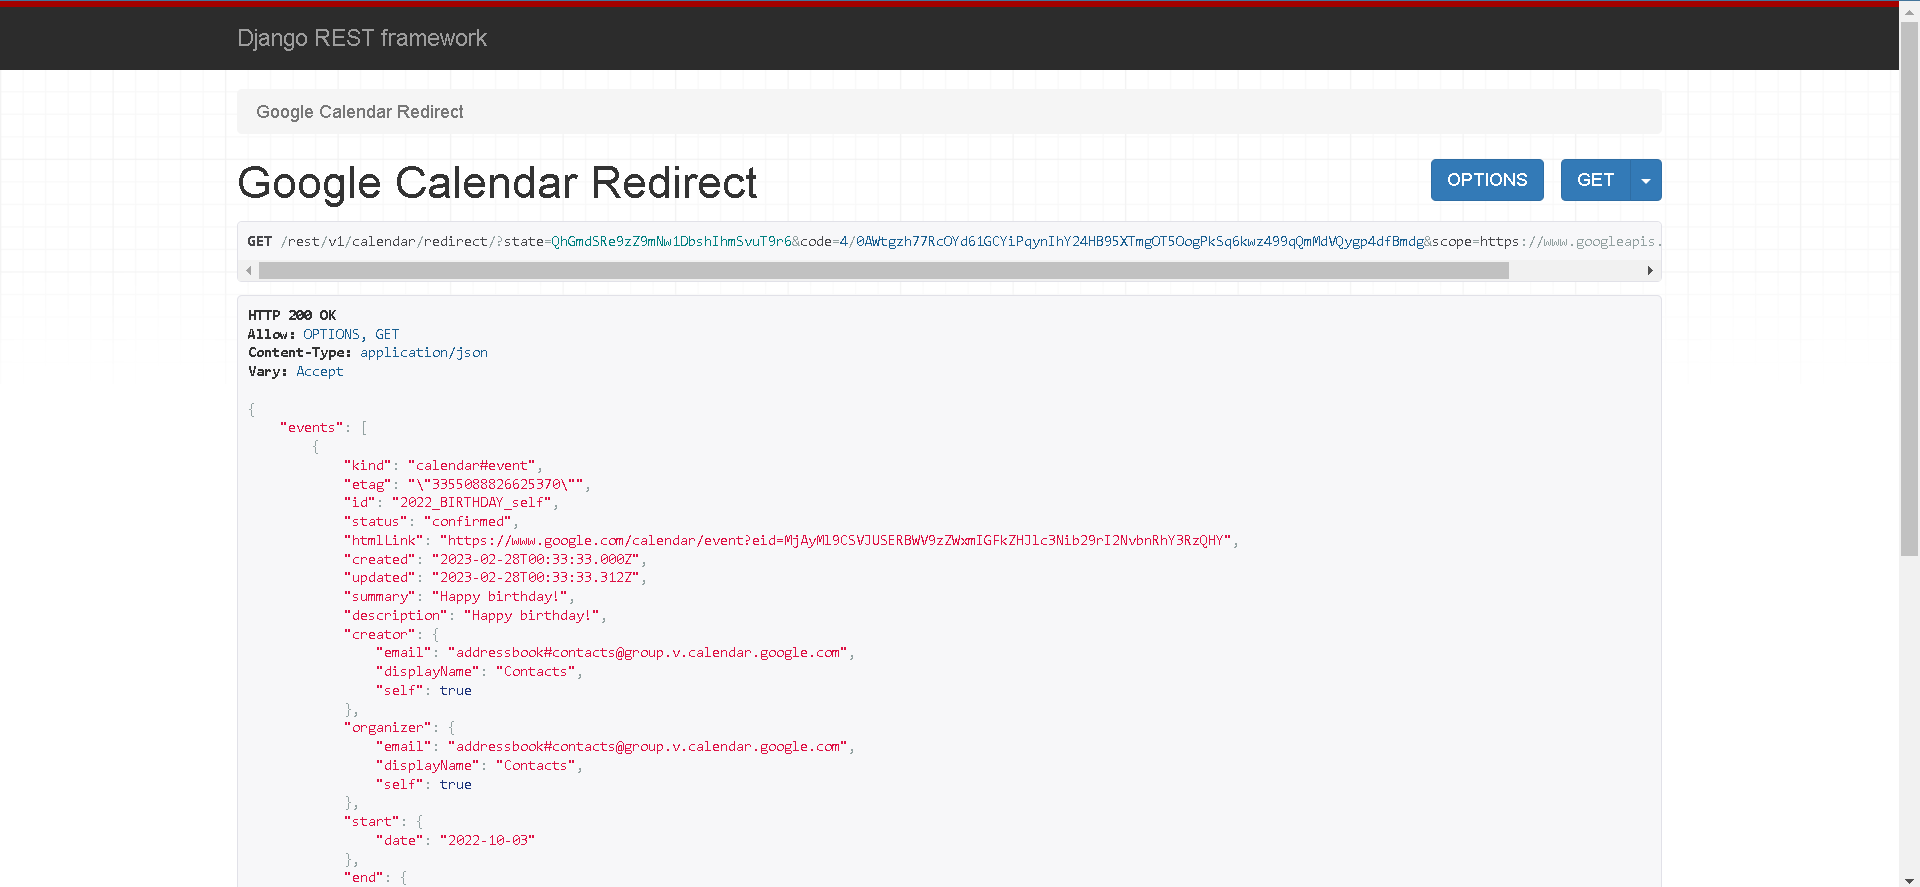 Django REST framework
Google Calendar Redirect
Google Calendar Redirect
OPTIONS GET
GET /rest/v1/calendar/redirect/?state=QhGmdSRe9zZ9mNw1DbshIhmSvuT9r6&code=4/0AWtgzh77RcOYd61GCYiPqynIhY24HB95XTmgOT5OogPkSq6kwz499qQmMdVQygp4dfBmdg&scope=https://www.googleapis.
HTTP 200 OK
Allow: OPTIONS, GET
Content-Type: application/json
Vary: Accept
{
"events": [
{
"kind": "calendar#event",
"etag": "\"3355088826625370\"",
"id": "2022_BIRTHDAY_self",
"status": "confirmed",
"htmlLink": "https://www.google.com/calendar/event?eid=MjAyMl9CSVJUSERBWV9zZWxmIGFkZHJlc3Nib29rI2NvbnRhY3RzQHY",
"created": "2023-02-28T00:33:33.000Z",
"updated": "2023-02-28T00:33:33.312Z",
"summary": "Happy birthday!",
"description": "Happy birthday!",
"creator": {
"email": "addressbook#contacts@group.v.calendar.google.com",
"displayName": "Contacts",
"self": true
},
"organizer": {
"email": "addressbook#contacts@group.v.calendar.google.com",
"displayName": "Contacts",
"self": true
},
"start": {
"date": "2022-10-03"
},
"end": {